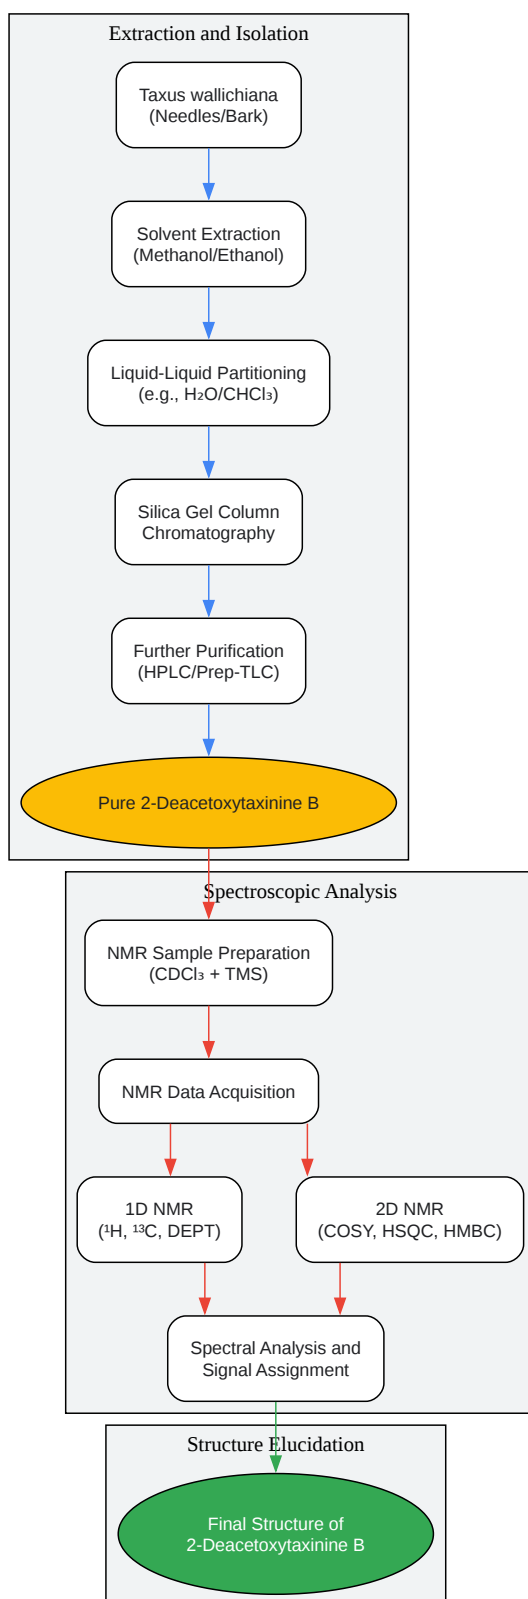 Extraction and Isolation
Taxus wallichiana
(Needles/Bark)
Solvent Extraction
(Methanol/Ethanol)
Liquid-Liquid Partitioning
(e.g., H₂O/CHCl₃)
Silica Gel Column
Chromatography
Further Purification
(HPLC/Prep-TLC)
Pure 2-Deacetoxytaxinine B
Spectroscopic Analysis
NMR Sample Preparation
(CDCl₃ + TMS)
NMR Data Acquisition
1D NMR
(¹H, ¹³C, DEPT)
2D NMR
(COSY, HSQC, HMBC)
Spectral Analysis and
Signal Assignment
Structure Elucidation
Final Structure of
2-Deacetoxytaxinine B